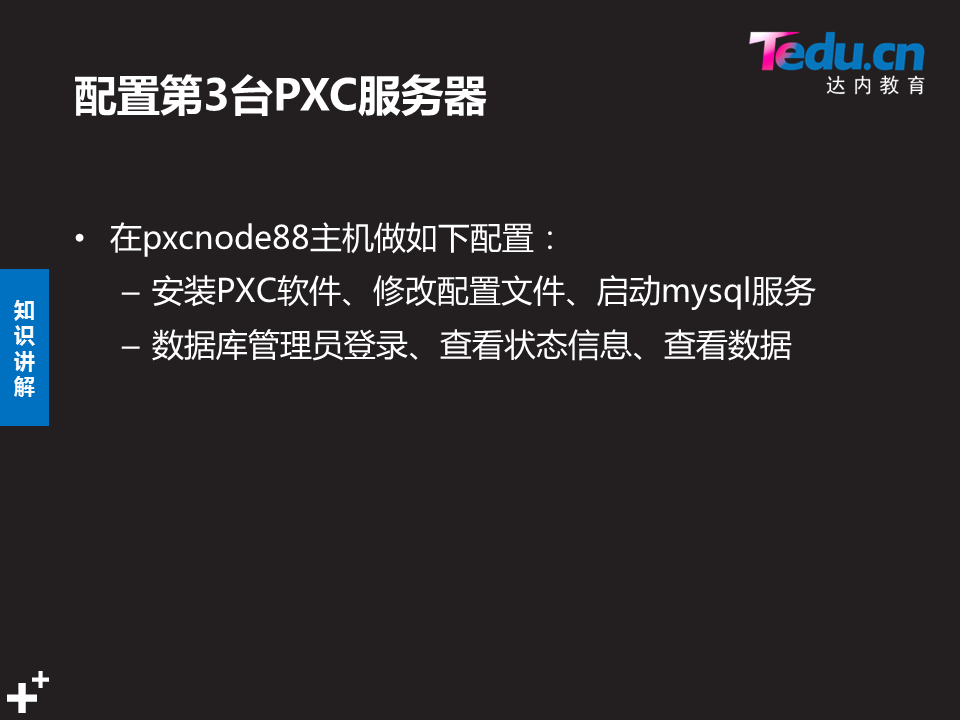 Tedu.cn
达内教育
配置第3台PXC服务器
• 在pxcnode88主机做如下配置：
– 安装PXC软件、修改配置文件、启动mysql服务
– 数据库管理员登录、查看状态信息、查看数据
知
识
讲
解